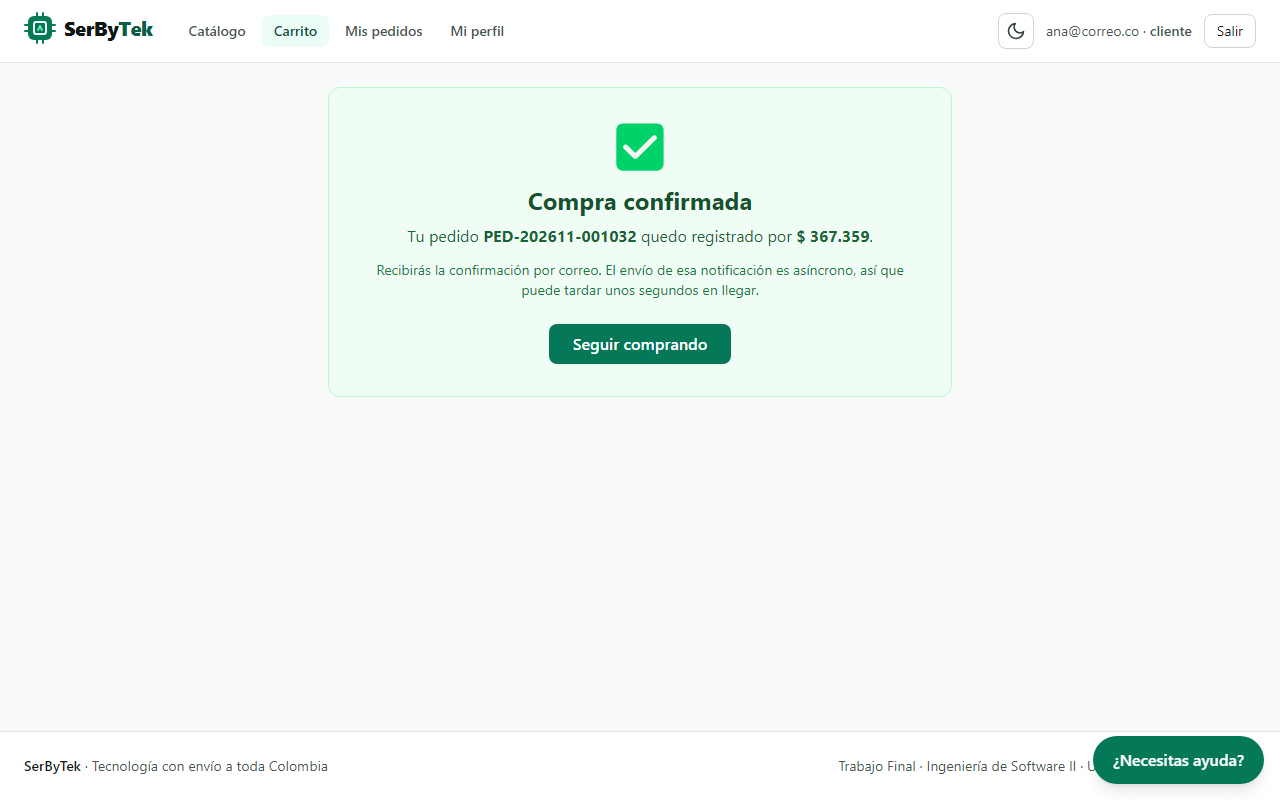 SerByTek
Catálogo
Carrito
Mis pedidos
Mi perfil
ana@correo.co · cliente
Salir
Compra confirmada
Tu pedido PED-202611-001032 quedo registrado por $ 367.359.
Recibirás la confirmación por correo. El envío de esa notificación es asíncrono, así que
puede tardar unos segundos en llegar.
Seguir comprando
SerByTek · Tecnología con envío a toda Colombia
Trabajo Final · Ingeniería de Software II ·
¿Necesitas ayuda?